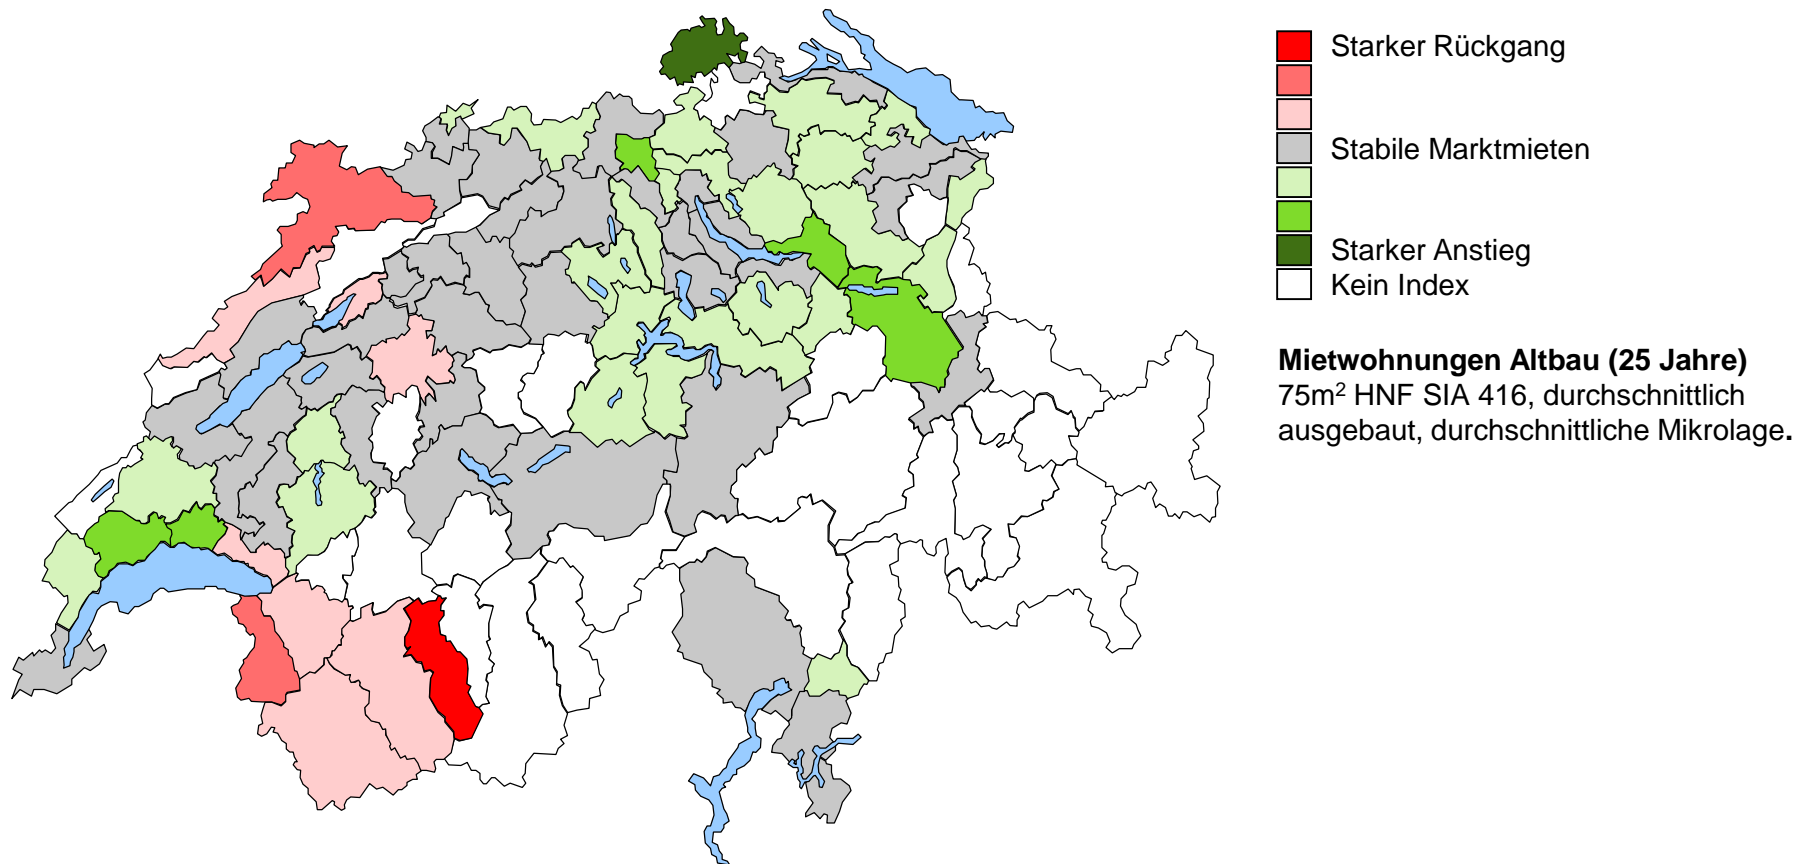 Starker Rückgang
Stabile Marktmieten
Starker Anstieg
Kein Index
Mietwohnungen Altbau (25 Jahre)
75m² HNF SIA 416, durchschnittlich
ausgebaut, durchschnittliche Mikrolage.